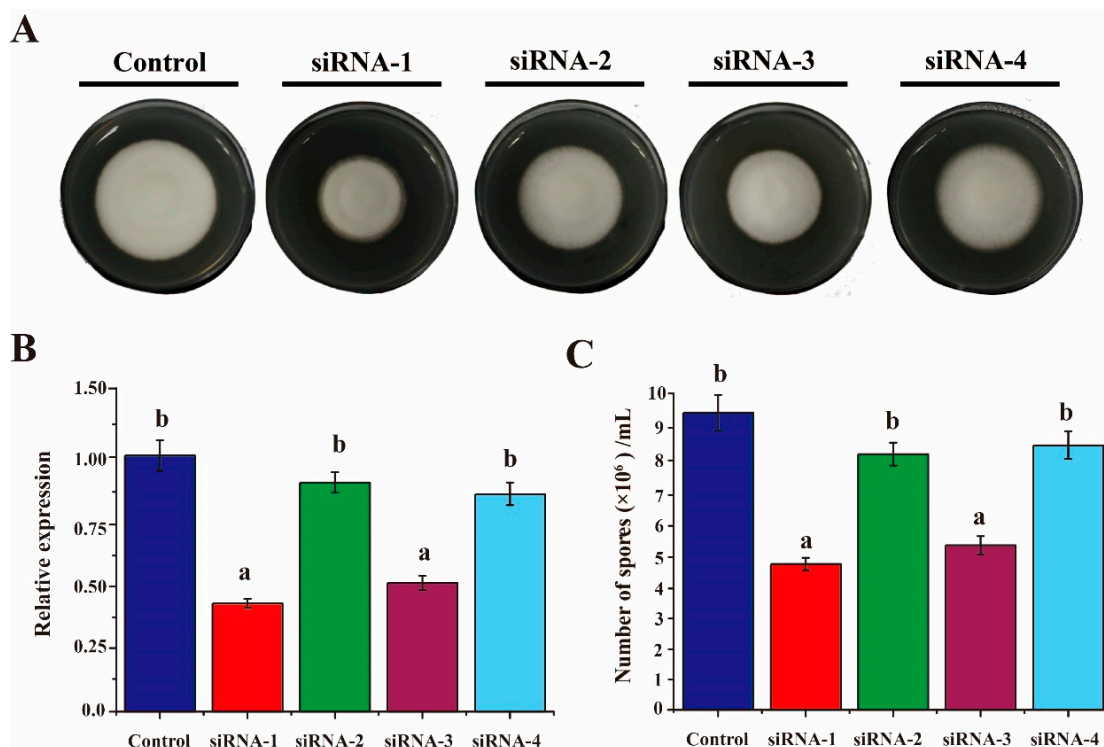 A
Control siRNA-1 siRNA-2 siRNA-3 siRNA-4
B
1.50
1.00
0.75
0.50
0.25
0.0
Relative expression
b
a
b
a
b
Control siRNA-1 siRNA-2 siRNA-3 siRNA-4
C
10
9
8
7
6
5
4
3
2
1
0
Number of spores (×10⁶) /mL
b
a
b
a
b
Control siRNA-1 siRNA-2 siRNA-3 siRNA-4